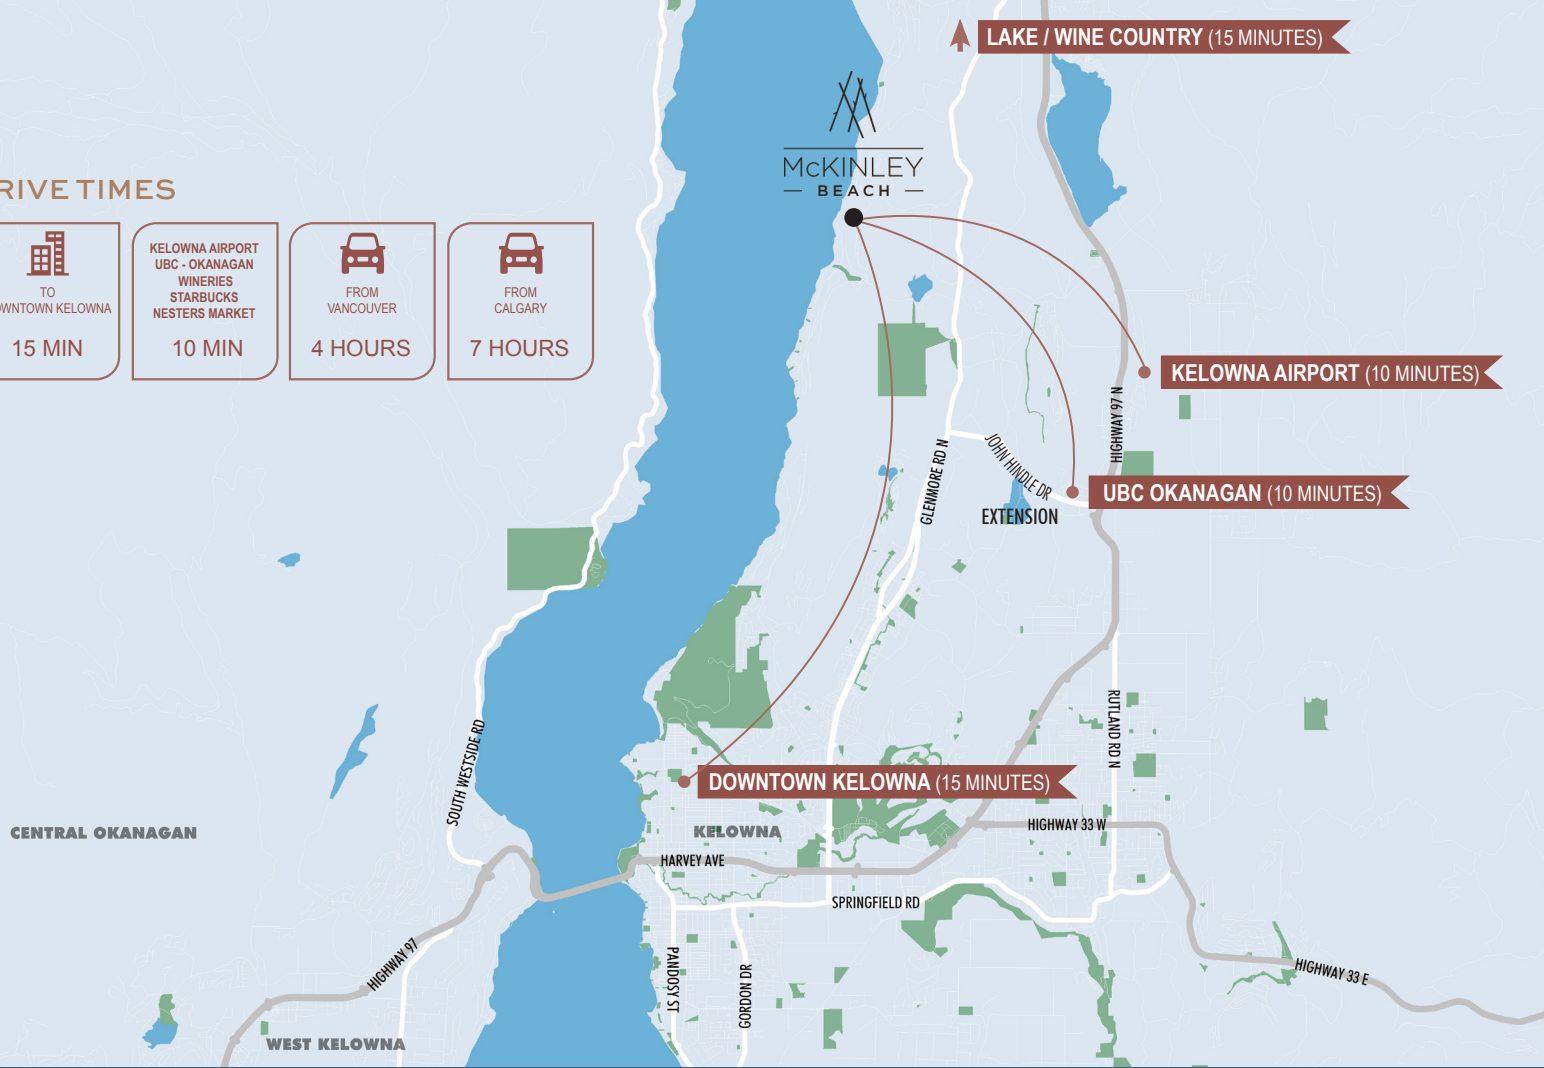 LAKE / WINE COUNTRY (15 MINUTES)
McKINLEY
BEACH
RIVE TIMES
TO
OWNTOWN KELOWNA
15 MIN
KELOWNA AIRPORT
UBC - OKANAGAN
WINERIES
STARBUCKS
NESTERS MARKET
10 MIN
FROM
VANCOUVER
4 HOURS
FROM
CALGARY
7 HOURS
KELOWNA AIRPORT (10 MINUTES)
HIGHWAY 97 N
GLENMORE RD N
JOHN HINDLE DR
EXTENSION
UBC OKANAGAN (10 MINUTES)
RUTLAND RD N
SOUTH WESTSIDE RD
DOWNTOWN KELOWNA (15 MINUTES)
CENTRAL OKANAGAN
KELOWNA
HIGHWAY 33 W
HARVEY AVE
SPRINGFIELD RD
HIGHWAY 97
PANDOSY ST
GORDON DR
HIGHWAY 33 E
WEST KELOWNA